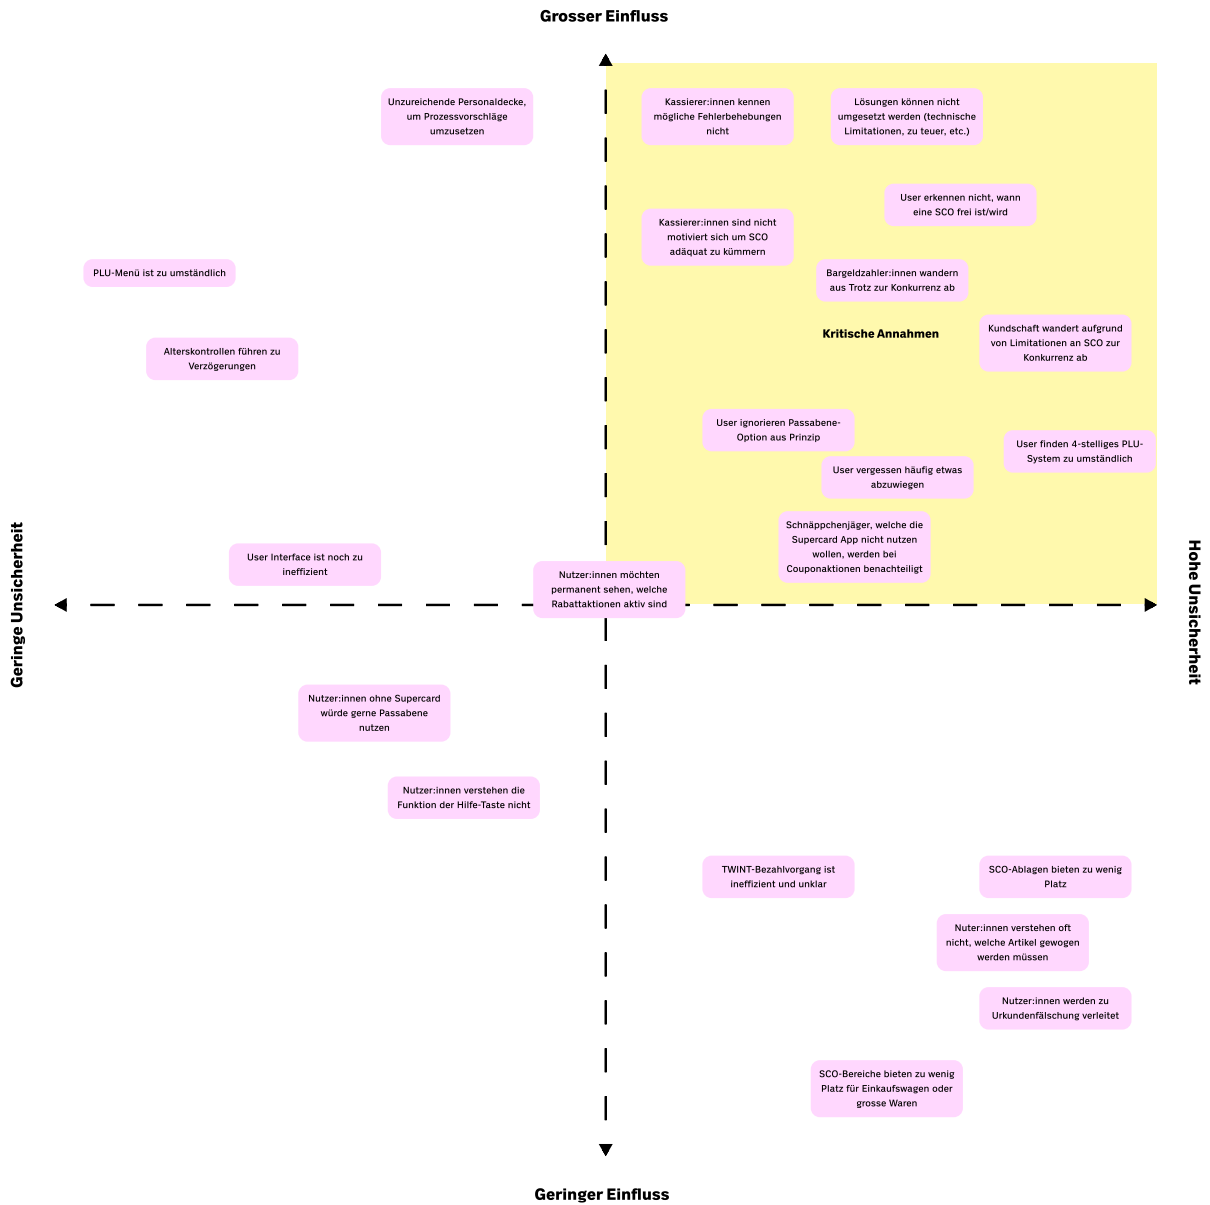 Grosser Einfluss
Unzureichende Personaldecke,
um Prozessvorschläge
umzusetzen
Kassierer:innen kennen
mögliche Fehlerbehebungen
nicht
Lösungen können nicht
umgesetzt werden (technische
Limitationen, zu teuer, etc.)
User erkennen nicht, wann
eine SCO frei ist/wird
Kassierer:innen sind nicht
motiviert sich um SCO
adäquat zu kümmern
PLU-Menü ist zu umständlich
Bargeldzahler:innen wandern
aus Trotz zur Konkurrenz ab
Kritische Annahmen
Kundschaft wandert aufgrund
von Limitationen an SCO zur
Konkurrenz ab
Alterskontrollen führen zu
Verzögerungen
User ignorieren Passabene-
Option aus Prinzip
User finden 4-stelliges PLU-
System zu umständlich
User vergessen häufig etwas
abzuwiegen
Schnäppchenjäger, welche die
Supercard App nicht nutzen
wollen, werden bei
Couponaktionen benachteiligt
User Interface ist noch zu
ineffizient
Nutzer:innen möchten
permanent sehen, welche
Rabattaktionen aktiv sind
Geringe Unsicherheit
Hohe Unsicherheit
Nutzer:innen ohne Supercard
würde gerne Passabene
nutzen
Nutzer:innen verstehen die
Funktion der Hilfe-Taste nicht
TWINT-Bezahlvorgang ist
ineffizient und unklar
SCO-Ablagen bieten zu wenig
Platz
Nuter:innen verstehen oft
nicht, welche Artikel gewogen
werden müssen
Nutzer:innen werden zu
Urkundenfälschung verleitet
SCO-Bereiche bieten zu wenig
Platz für Einkaufswagen oder
grosse Waren
Geringer Einfluss